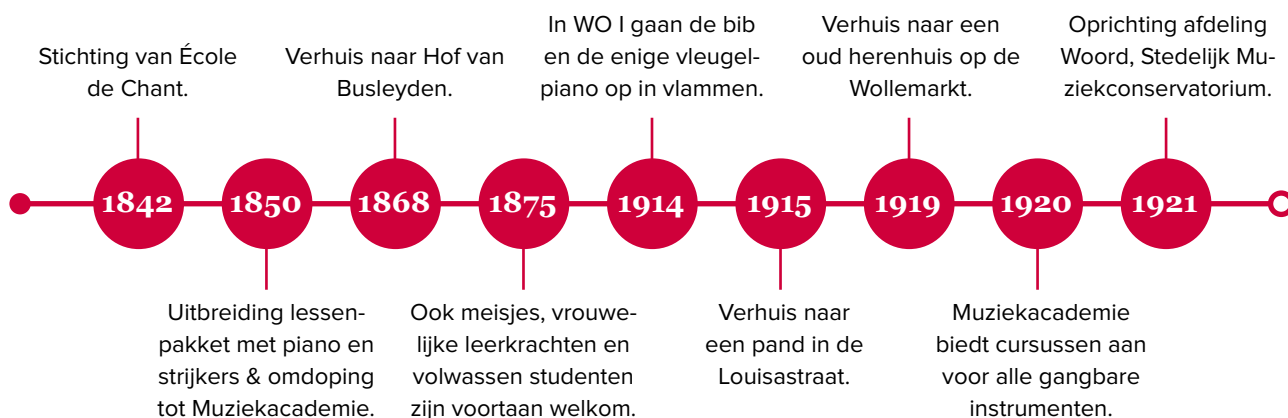 Stichting van École
de Chant.
Verhuis naar Hof van
Busleyden.
In WO I gaan de bib
en de enige vleugel-
piano op in vlammen.
Verhuis naar een
oud herenhuis op de
Wollemarkt.
Oprichting afdeling
Woord, Stedelijk Mu-
ziekconservatorium.
1842
1850
1868
1875
1914
1915
1919
1920
1921
Uitbreiding lessen-
pakket met piano en
strijkers & omdoping
tot Muziekacademie.
Ook meisjes, vrouwe-
lijke leerkrachten en
volwassen studenten
zijn voortaan welkom.
Verhuis naar
een pand in de
Louisastraat.
Muziekacademie
biedt cursussen aan
voor alle gangbare
instrumenten.